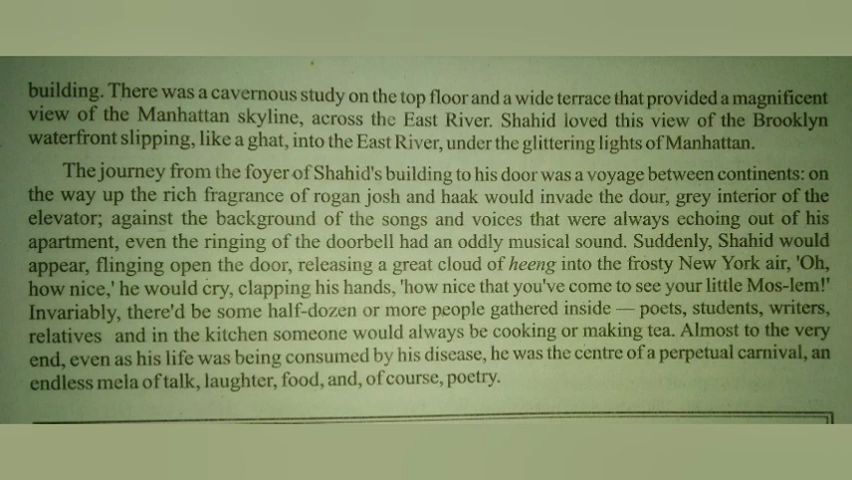 building. There was a cavernous study on the top floor and a wide terrace that provided a magnificent
view of the Manhattan skyline, across the East River. Shahid loved this view of the Brooklyn
waterfront slipping, like a ghat, into the East River, under the glittering lights of Manhattan.
The journey from the foyer of Shahid's building to his door was a voyage between continents: on
the way up the rich fragrance of rogan josh and haak would invade the dour, grey interior of the
elevator; against the background of the songs and voices that were always echoing out of his
apartment, even the ringing of the doorbell had an oddly musical sound. Suddenly, Shahid would
appear, flinging open the door, releasing a great cloud of heeng into the frosty New York air, 'Oh,
how nice,' he would cry, clapping his hands, 'how nice that you've come to see your little Mos-lem!'
Invariably, there'd be some half-dozen or more people gathered inside — poets, students, writers,
relatives and in the kitchen someone would always be cooking or making tea. Almost to the very
end, even as his life was being consumed by his disease, he was the centre of a perpetual carnival, an
endless mela of talk, laughter, food, and, of course, poetry.